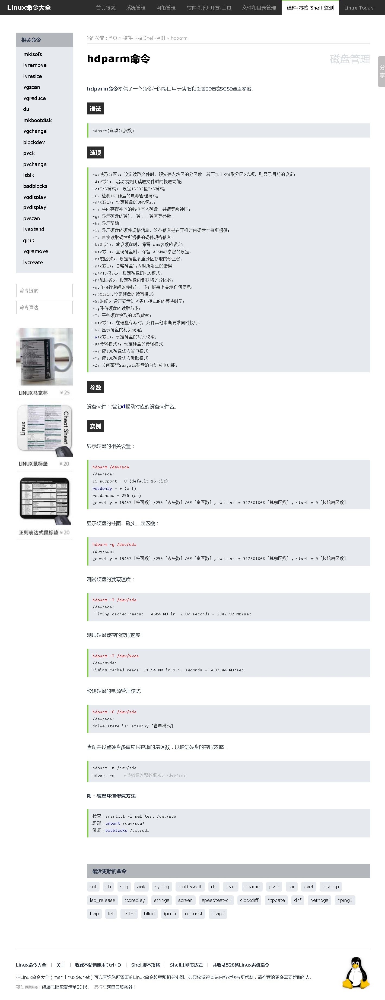 Linux命令大全
首页搜索
系统管理
网络管理
软件·打印·开发·工具
文件和目录管理
硬件·内核·Shell·监测
Linux Today
相关命令
mkisofs
lvremove
lvresize
vgscan
vgreduce
du
mkbootdisk
vgchange
blockdev
pvck
pvchange
lsblk
badblocks
vgdisplay
pvdisplay
pvscan
lvextend
grub
vgremove
lvcreate
命令搜索
命令直达
THE MUG OF LINUX
LINUX马克杯 ¥25
Linux
Cheat Sheet
LINUX鼠标垫 ¥20
Regular Expressions - Quick Reference Guide
正则表达式鼠标垫 ¥20
当前位置：首页 » 硬件·内核·Shell·监测 » hdparm
hdparm命令
磁盘管理
分享
hdparm命令提供了一个命令行的接口用于读取和设置IDE或SCSI硬盘参数。
语法
hdparm(选项)(参数)
选项
-a<快取分区>：设定读取文件时，预先存入块区的分区数，若不加上<快取分区>选项，则显示目前的设定；
-A<0或1>：启动或关闭读取文件时的快取功能；
-c<I/O模式>：设定IDE32位I/O模式；
-C：检测IDE硬盘的电源管理模式；
-d<0或1>：设定磁盘的DMA模式；
-f：将内存缓冲区的数据写入硬盘，并清楚缓冲区；
-g：显示硬盘的磁轨，磁头，磁区等参数；
-h：显示帮助；
-i：显示硬盘的硬件规格信息，这些信息是在开机时由硬盘本身所提供；
-I：直接读取硬盘所提供的硬件规格信息；
-k<0或1>：重设硬盘时，保留-dmu参数的设定；
-K<0或1>：重设硬盘时，保留-APSWXZ参数的设定；
-m<磁区数>：设定硬盘多重分区存取的分区数；
-n<0或1>：忽略硬盘写入时所发生的错误；
-p<PIO模式>：设定硬盘的PIO模式；
-P<磁区数>：设定硬盘内部快取的分区数；
-q:在执行后续的参数时，不在屏幕上显示任何信息；
-r<0或1>:设定硬盘的读写模式；
-S<时间>:设定硬盘进入省电模式前的等待时间；
-t;评估硬盘的读取效率；
-T：平谷硬盘快取的读取效率；
-u<0或1>：在硬盘存取时，允许其他中断要求同时执行；
-v：显示硬盘的相关设定；
-w<0或1>：设定硬盘的写入快取；
-X<传输模式>：设定硬盘的传输模式；
-y：使IDE硬盘进入省电模式；
-Y：使IDE硬盘进入睡眠模式；
-Z：关闭某些Seagate硬盘的自动省电功能。
参数
设备文件：指定id驱动对应的设备文件名。
实例
显示硬盘的相关设置：
hdparm /dev/sda
/dev/sda:
IO_support = 0 (default 16-bit)
readonly = 0 (off)
readahead = 256 (on)
geometry = 19457［柱面数］/255［磁头数］/63［扇区数］, sectors = 312581808［总扇区数］, start = 0［起始扇区数］
显示硬盘的柱面、磁头、扇区数：
hdparm -g /dev/sda
/dev/sda:
geometry = 19457［柱面数］/255［磁头数］/63［扇区数］, sectors = 312581808［总扇区数］, start = 0［起始扇区数］
测试硬盘的读取速度：
hdparm -T /dev/sda
/dev/sda:
Timing cached reads: 4684 MB in 2.00 seconds = 2342.92 MB/sec
测试硬盘缓存的读取速度：
hdparm -T /dev/xvda
/dev/xvda:
Timing cached reads: 11154 MB in 1.98 seconds = 5633.44 MB/sec
检测硬盘的电源管理模式：
hdparm -C /dev/sda
/dev/sda:
drive state is: standby [省电模式]
查询并设置硬盘多重扇区存取的扇区数，以增进硬盘的存取效率：
hdparm -m /dev/sda
hdparm -m #参数值为整数值如8 /dev/sda
附：硬盘坏道修复方法
检查：smartctl -l selftest /dev/sda
卸载：umount /dev/sda*
修复：badblocks /dev/sda
最近更新的命令
cut sh seq awk syslog inotifywait dd read uname pssh tar axel losetup
lsb_release tcpreplay strings screen speedtest-cli clockdiff ntpdate dnf nethogs hping3
trap let ifstat blkid ipcrm openssl chage
Linux命令大全 | 关于 | 收藏本站请使用Ctrl+D | Shell脚本攻略 | Shell正则表达式 | 共收录528条Linux系统指令
在Linux命令大全（man.linuxde.net）可以查询您所需要的Linux命令教程和相关实例。如果您觉得本站内容对您有所帮助，请推荐给更多需要帮助的人。
赞助商链接：组装电脑配置清单2016， 运行在阿里云服务器！